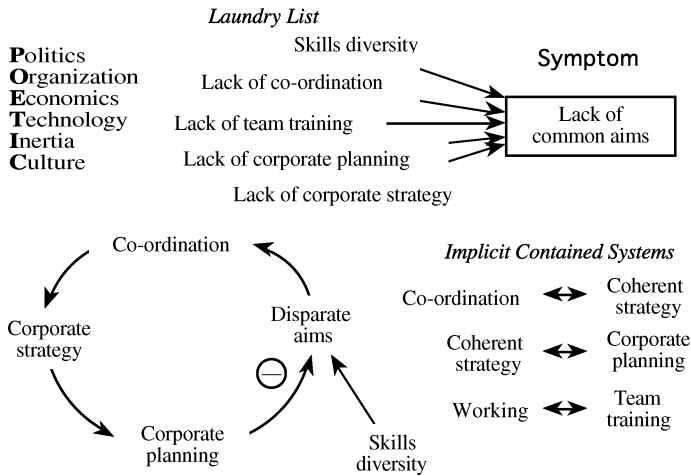 Laundry List
Politics
Organization
Economics
Technology
Inertia
Culture
Skills diversity
Lack of co-ordination
Lack of team training
Lack of corporate planning
Lack of corporate strategy
Symptom
Lack of
common aims
Co-ordination
Corporate
strategy
Corporate
planning
Disparate
aims
Skills
diversity
Implicit Contained Systems
Co-ordination
Coherent
strategy
Coherent
strategy
Corporate
planning
Working
Team
training